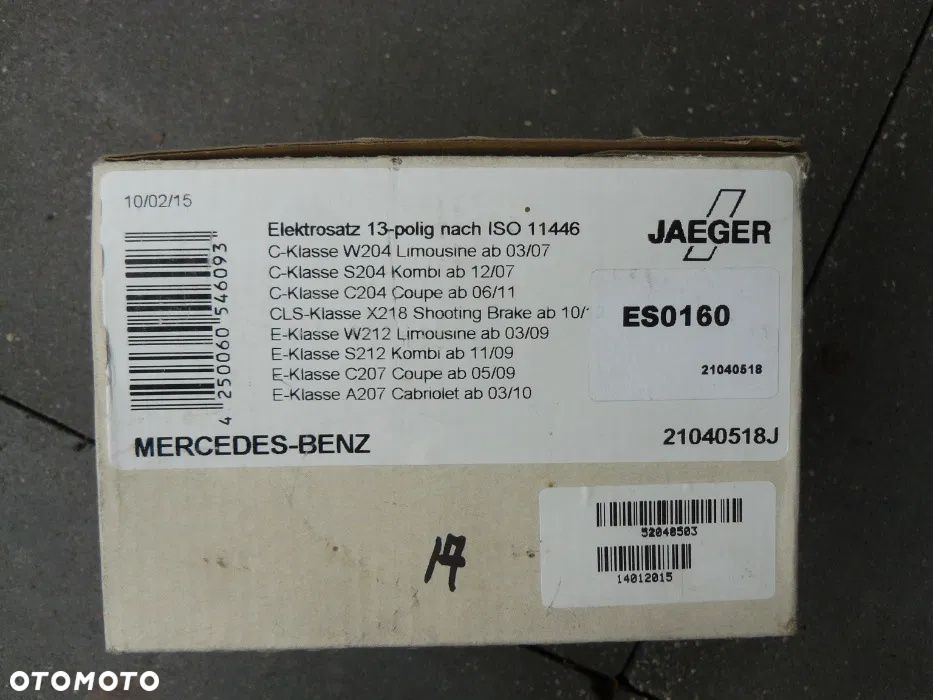 10/02/15
4 250060 546093
Elektrosatz 13-polig nach ISO 11446
C-Klasse W204 Limousine ab 03/07
C-Klasse S204 Kombi ab 12/07
C-Klasse C204 Coupe ab 06/11
CLS-Klasse X218 Shooting Brake ab 10/
E-Klasse W212 Limousine ab 03/09
E-Klasse S212 Kombi ab 11/09
E-Klasse C207 Coupe ab 05/09
E-Klasse A207 Cabriolet ab 03/10
JAEGER
ES0160
21040518
MERCEDES-BENZ
21040518J
52040503
14012015
17
OTOMOTO